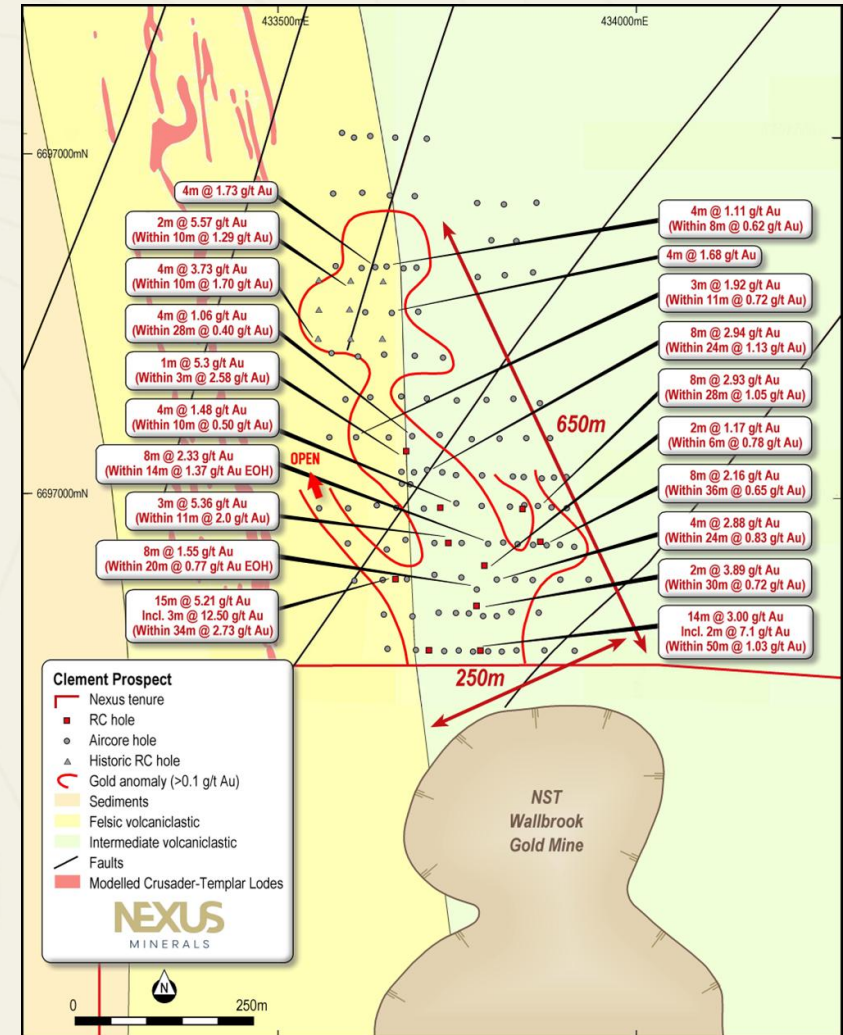 433500mE
434000mE
6697000mN
4m @ 1.73 g/t Au
2m @ 5.57 g/t Au
(Within 10m @ 1.29 g/t Au)
4m @ 3.73 g/t Au
(Within 10m @ 1.70 g/t Au)
4m @ 1.06 g/t Au
(Within 28m @ 0.40 g/t Au)
1m @ 5.3 g/t Au
(Within 3m @ 2.58 g/t Au)
4m @ 1.48 g/t Au
(Within 10m @ 0.50 g/t Au)
8m @ 2.33 g/t Au
(Within 14m @ 1.37 g/t Au EOH)
3m @ 5.36 g/t Au
(Within 11m @ 2.0 g/t Au)
8m @ 1.55 g/t Au
(Within 20m @ 0.77 g/t Au EOH)
15m @ 5.21 g/t Au
Incl. 3m @ 12.50 g/t Au
(Within 34m @ 2.73 g/t Au)
4m @ 1.11 g/t Au
(Within 8m @ 0.62 g/t Au)
4m @ 1.68 g/t Au
3m @ 1.92 g/t Au
(Within 11m @ 0.72 g/t Au)
8m @ 2.94 g/t Au
(Within 24m @ 1.13 g/t Au)
8m @ 2.93 g/t Au
(Within 28m @ 1.05 g/t Au)
2m @ 1.17 g/t Au
(Within 6m @ 0.78 g/t Au)
8m @ 2.16 g/t Au
(Within 36m @ 0.65 g/t Au)
4m @ 2.88 g/t Au
(Within 24m @ 0.83 g/t Au)
2m @ 3.89 g/t Au
(Within 30m @ 0.72 g/t Au)
14m @ 3.00 g/t Au
Incl. 2m @ 7.1 g/t Au
(Within 50m @ 1.03 g/t Au)
650m
OPEN
6697000mN
250m
Clement Prospect
Nexus tenure
RC hole
Aircore hole
Historic RC hole
Gold anomaly (>0.1 g/t Au)
Sediments
Felsic volcaniclastic
Intermediate volcaniclastic
Faults
Modelled Crusader-Templar Lodes
NEXUS
MINERALS
NST
Wallbrook
Gold Mine
N
0
250m